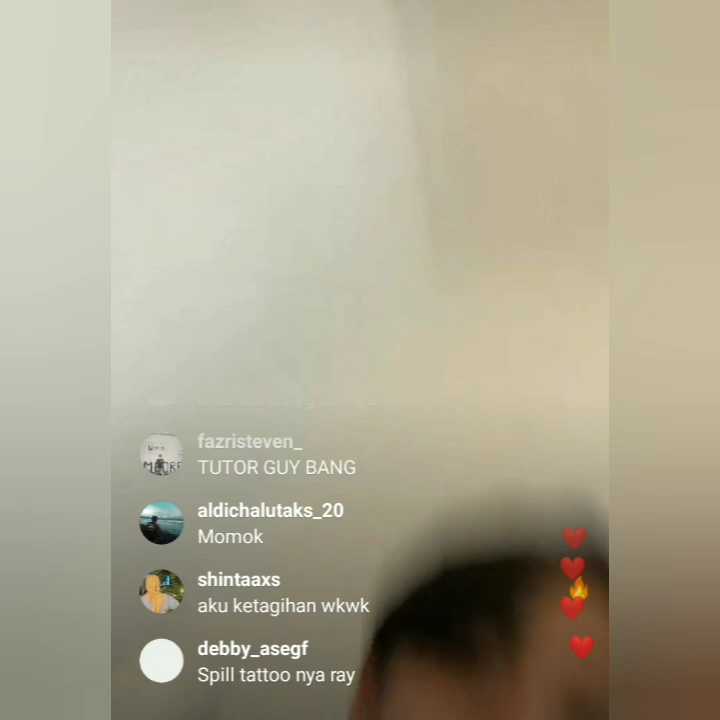 fazristeven_
TUTOR GUY BANG
aldichalutaks_20
Momok
shintaaxs
aku ketagihan wkwk
debby_asegf
Spill tattoo nya ray